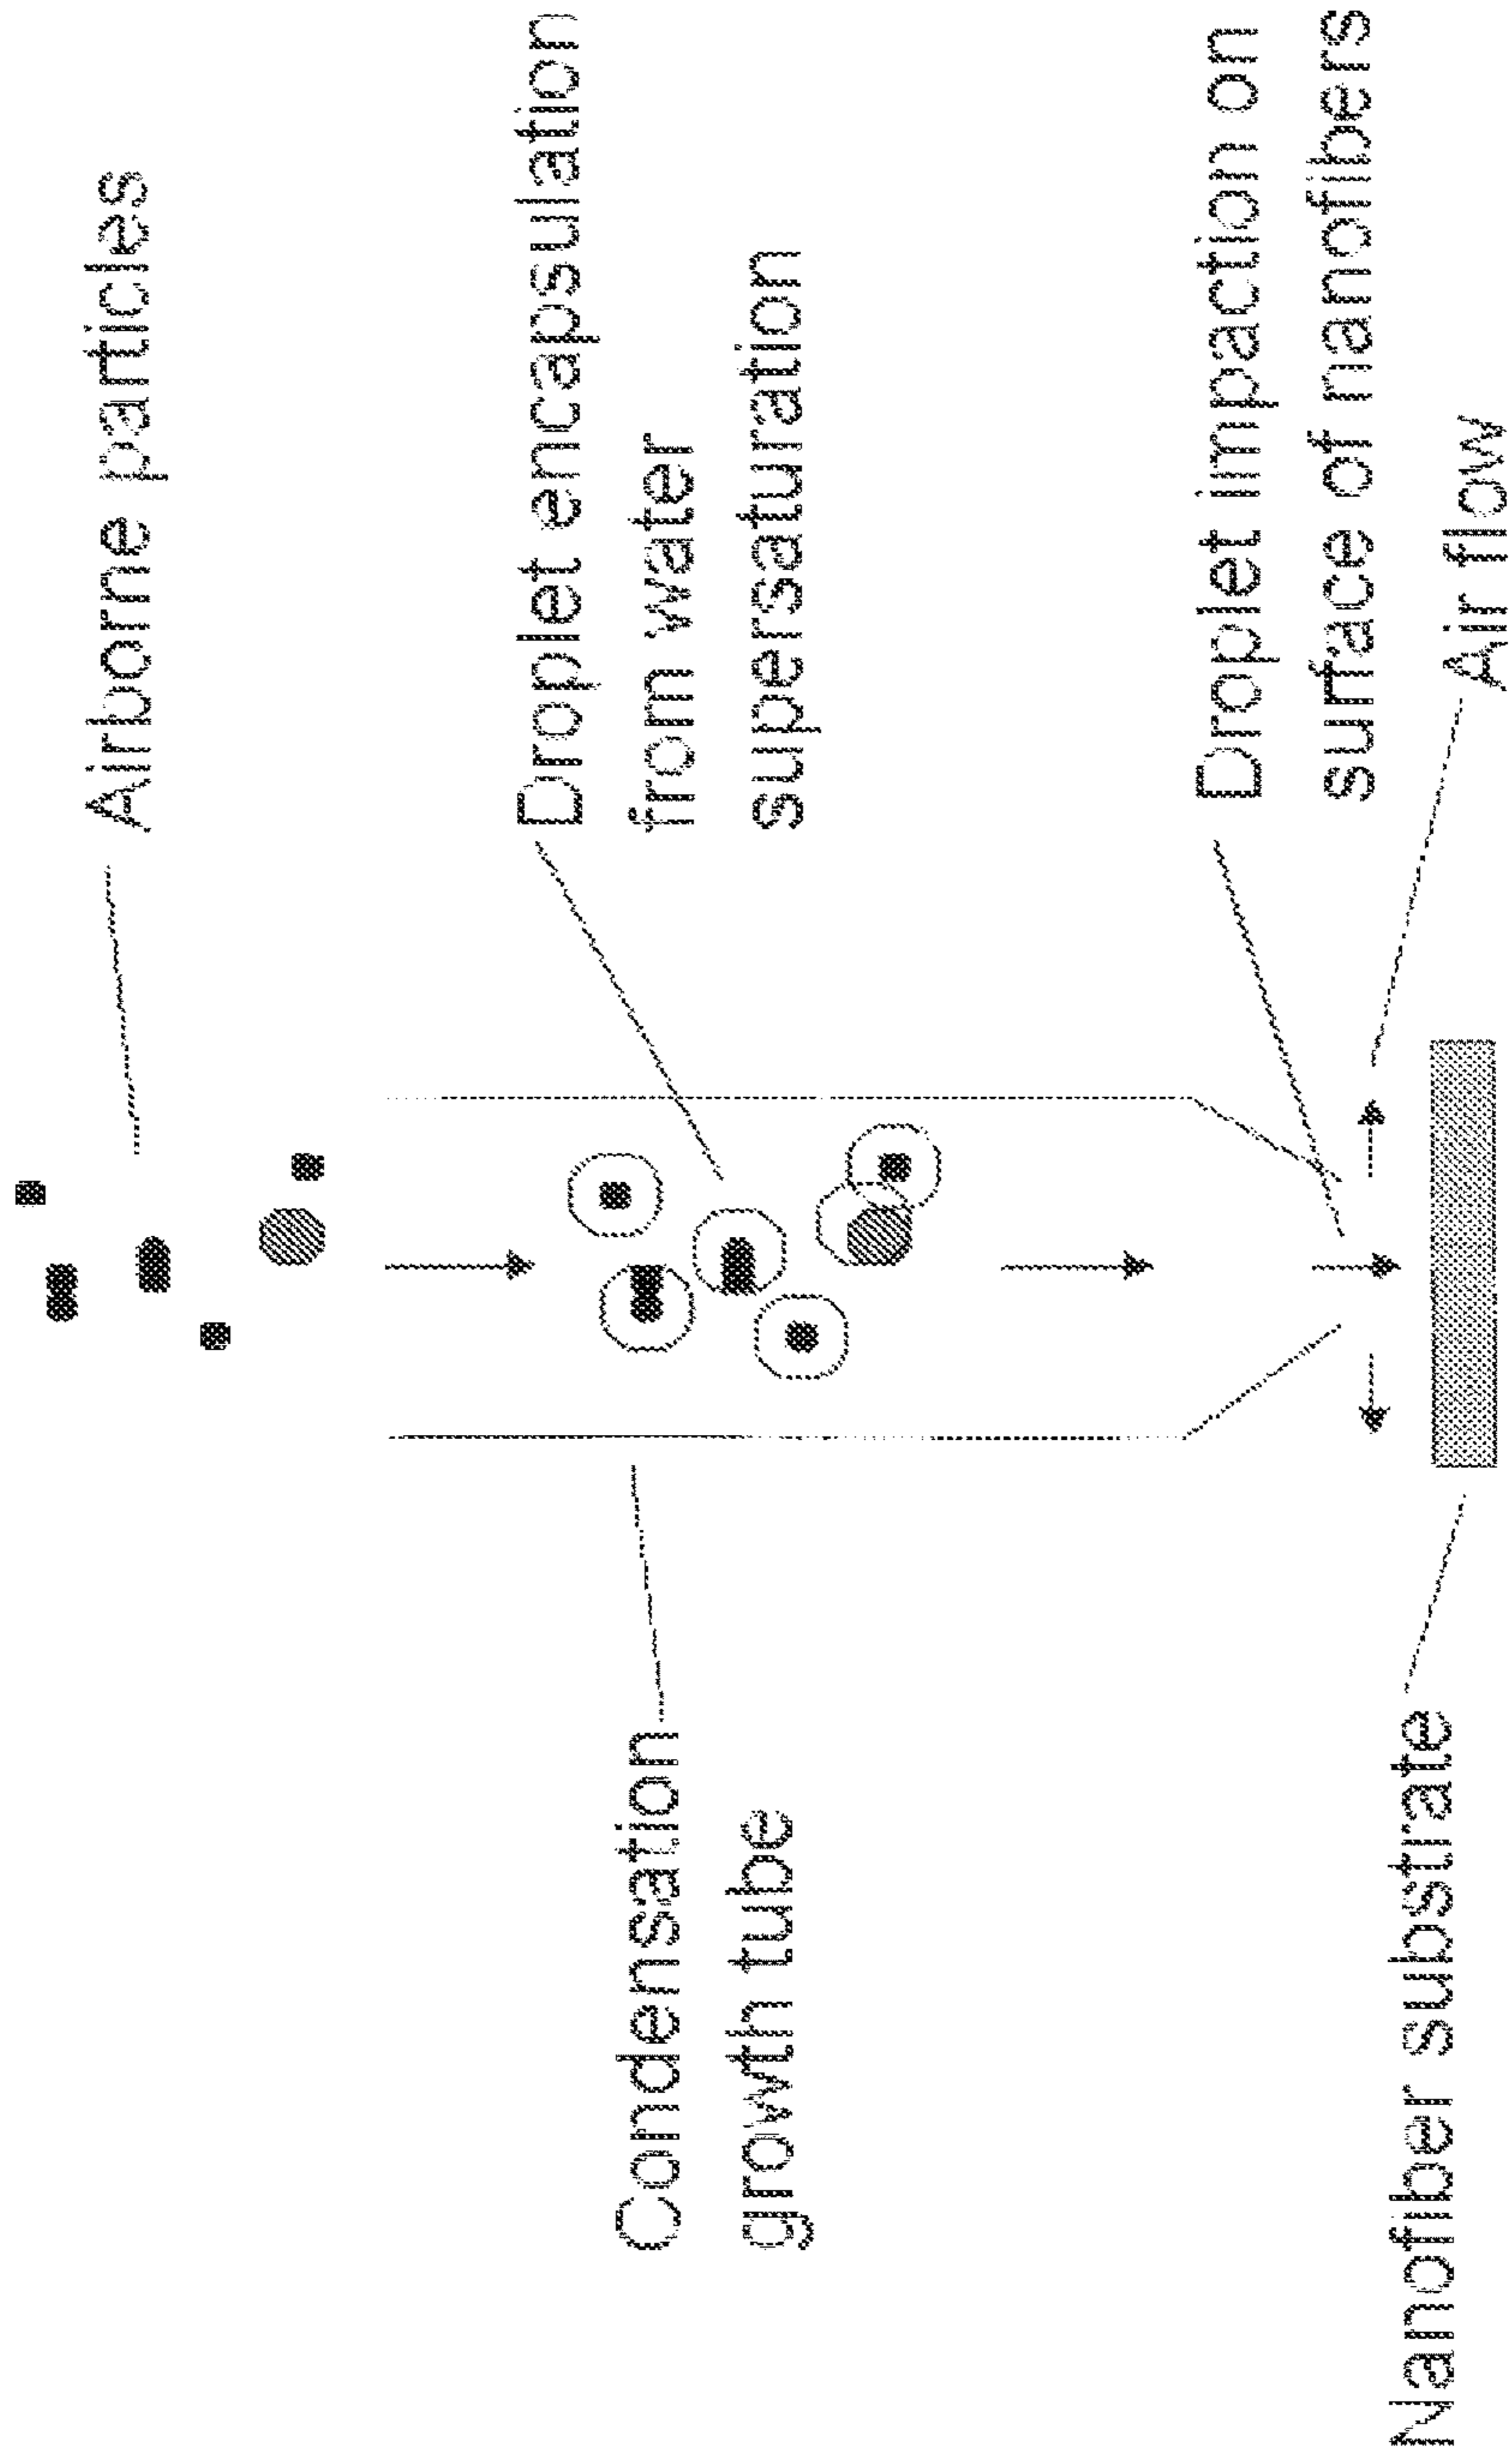 Airborne particles
Droplet encapsulation
from water
supersaturation
Condensation
growth tube
Droplet impaction on
surface of nanofibers
Air flow
Nanofiber substrate